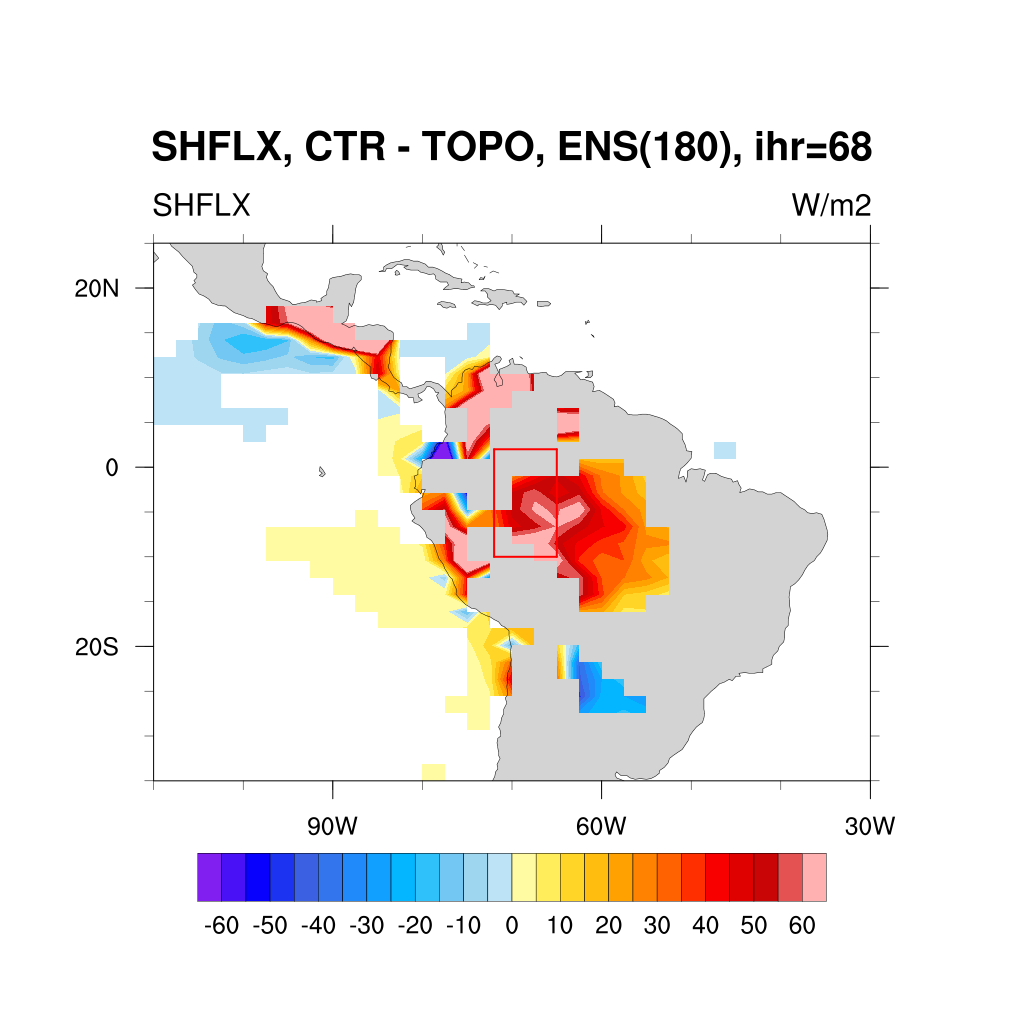 SHFLX, CTR - TOPO, ENS(180), ihr=68
SHFLX W/m2
20N
0
20S
90W 60W 30W
-60 -50 -40 -30 -20 -10 0 10 20 30 40 50 60